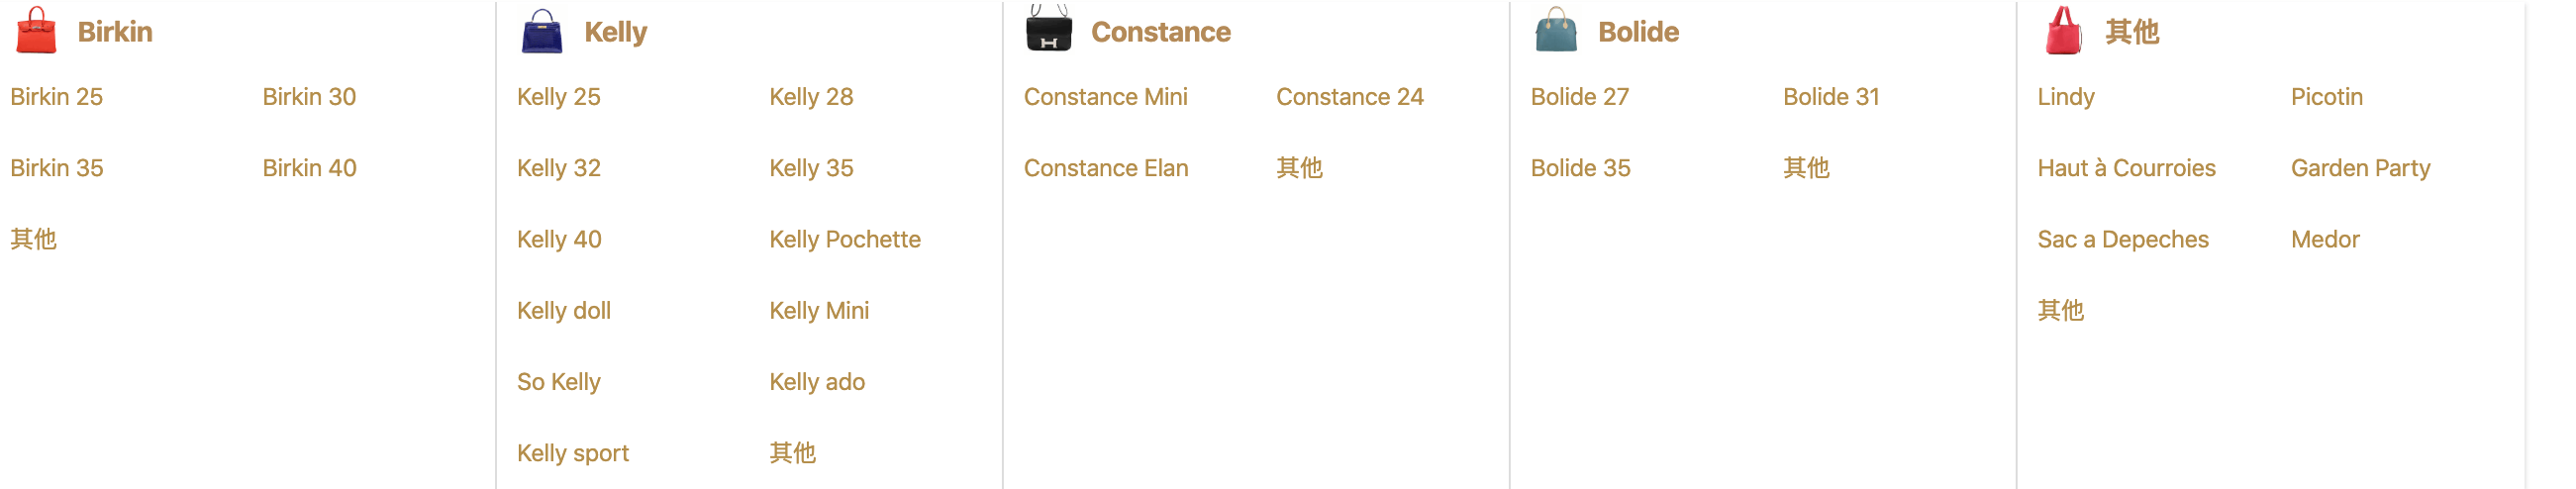 Birkin
Birkin 25
Birkin 30
Birkin 35
Birkin 40
其他
Kelly
Kelly 25
Kelly 28
Kelly 32
Kelly 35
Kelly 40
Kelly Pochette
Kelly doll
Kelly Mini
So Kelly
Kelly ado
Kelly sport
其他
Constance
Constance Mini
Constance 24
Constance Elan
其他
Bolide
Bolide 27
Bolide 31
Bolide 35
其他
其他
Lindy
Picotin
Haut à Courroies
Garden Party
Sac a Depeches
Medor
其他